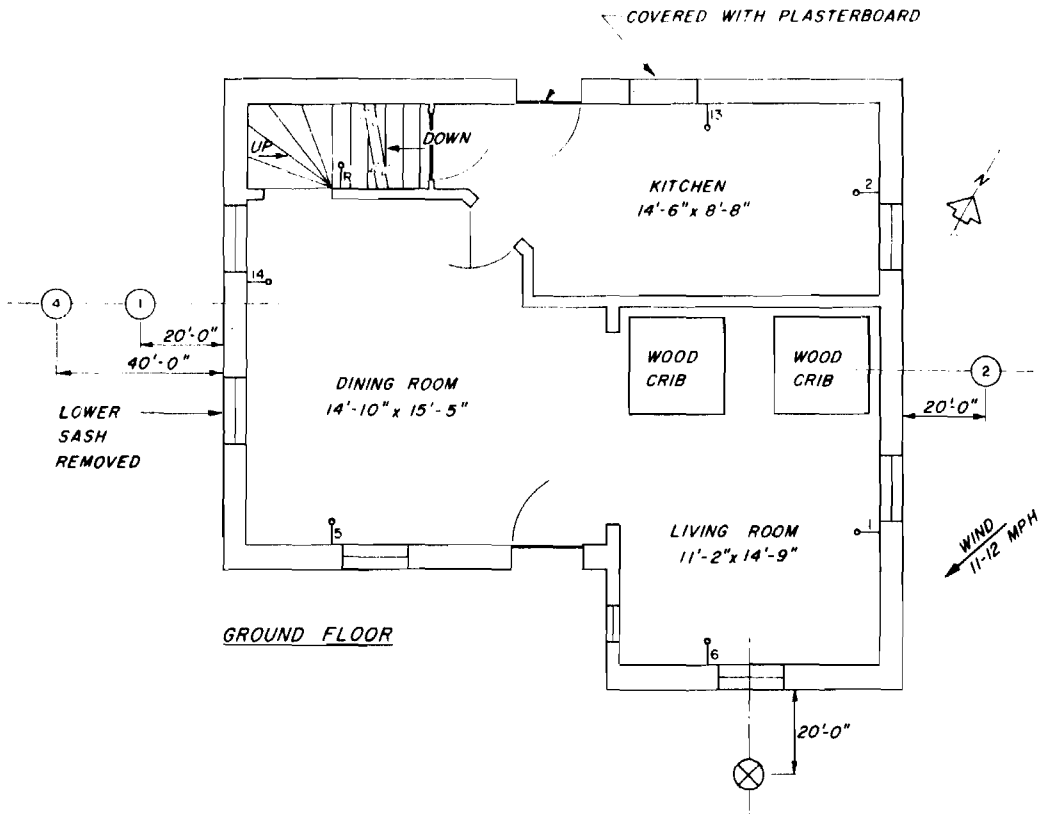 COVERED WITH PLASTERBOARD
13
UP
DOWN
R
KITCHEN
14'-6" x 8'-8"
2
N
14
4
1
20'-0"
40'-0"
LOWER
SASH
REMOVED
DINING ROOM
14'-10" x 15'-5"
WOOD
CRIB
WOOD
CRIB
2
20'-0"
5
LIVING ROOM
11'-2" x 14'-9"
1
WIND
11-12 MPH
GROUND FLOOR
6
20'-0"